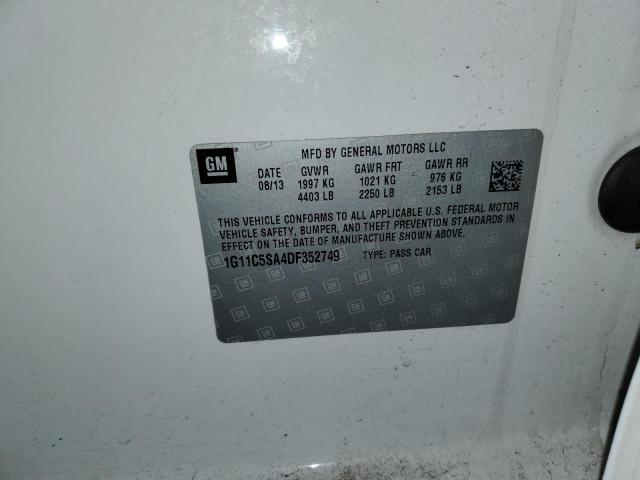 GM
MFD BY GENERAL MOTORS LLC
DATE GVWR GAWR FRT GAWR RR
08/13 1997 KG 1021 KG 976 KG
4403 LB 2250 LB 2153 LB
THIS VEHICLE CONFORMS TO ALL APPLICABLE U.S. FEDERAL MOTOR
VEHICLE SAFETY, BUMPER, AND THEFT PREVENTION STANDARDS IN
EFFECT ON THE DATE OF MANUFACTURE SHOWN ABOVE.
1G11C5SA4DF352749 TYPE: PASS CAR